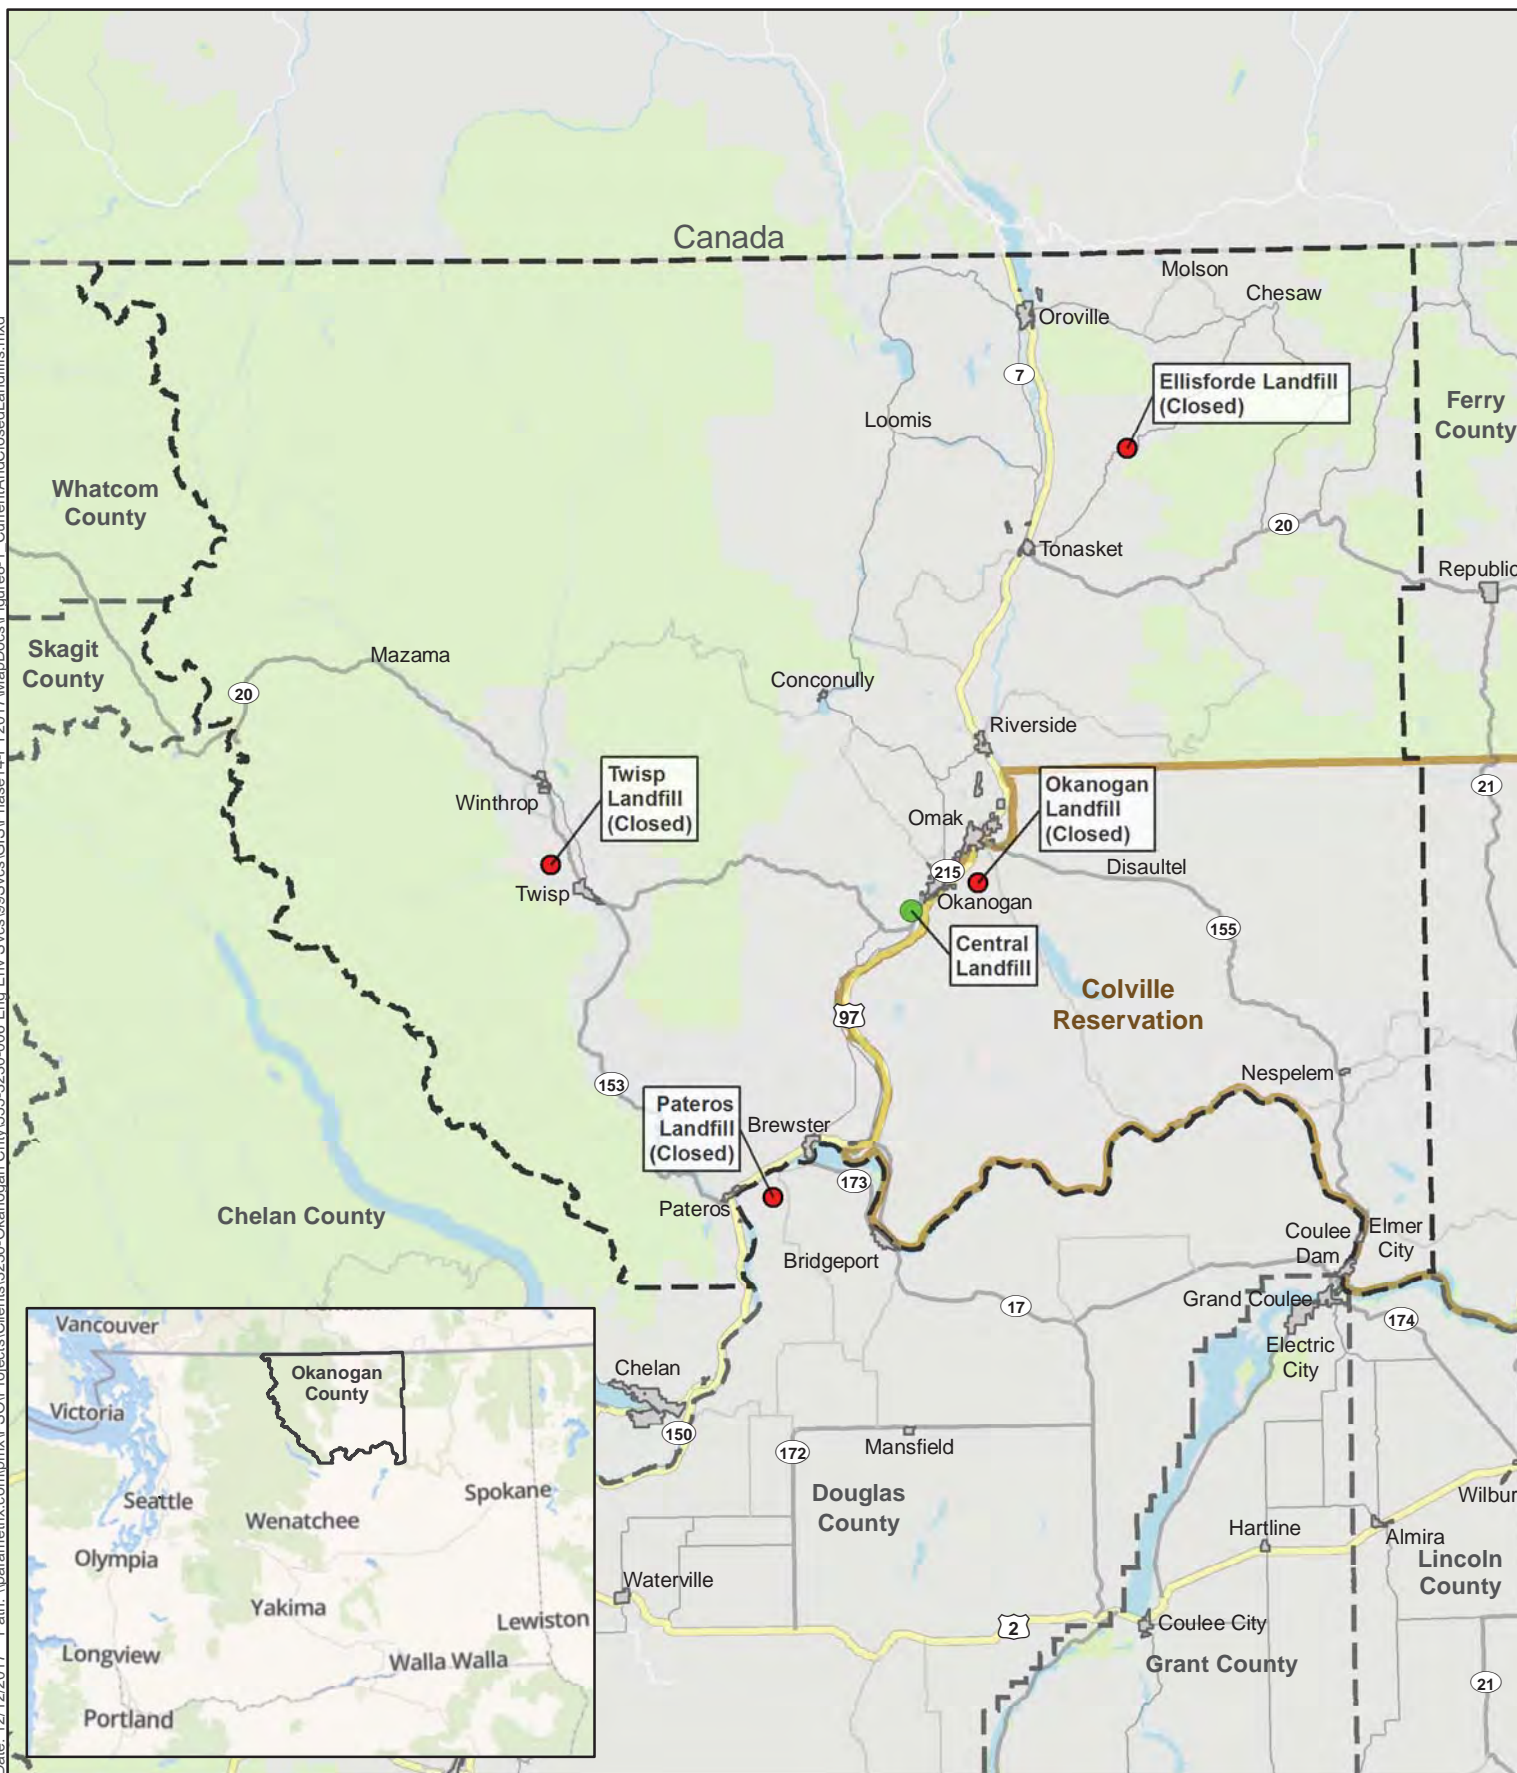 Canada
Molson
Chesaw
Oroville
7
Ellisforde Landfill
(Closed)
Ferry
County
Loomis
Whatcom
County
20
Tonasket
Republic
Skagit
County
Mazama
20
Conconully
Riverside
21
Twisp
Landfill
(Closed)
Okanogan
Landfill
(Closed)
Winthrop
Omak
215
Disautel
Twisp
Okanogan
155
Central
Landfill
Colville
Reservation
97
Nespelem
153
Pateros
Landfill
(Closed)
Brewster
173
Pateros
Chelan County
Bridgeport
Coulee
Dam
Elmer
City
Grand Coulee
17
174
Electric
City
Chelan
150
172
Mansfield
Douglas
County
Wilbur
Hartline
Almira
Lincoln
County
Waterville
2
Coulee City
Grant County
21
Vancouver
Okanogan
County
Victoria
Seattle
Spokane
Wenatchee
Olympia
Yakima
Lewiston
Longview
Walla Walla
Portland